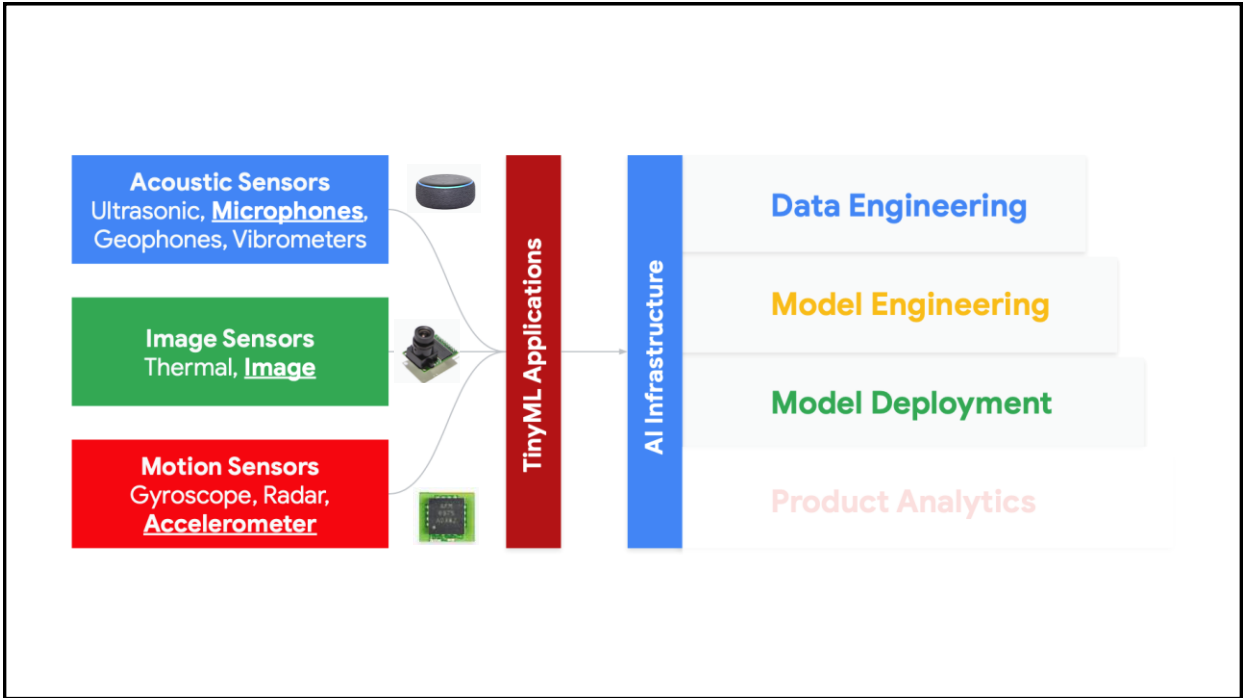 Acoustic Sensors
Ultrasonic, Microphones,
Geophones, Vibrometers
Image Sensors
Thermal, Image
Motion Sensors
Gyroscope, Radar,
Accelerometer
TinyML Applications
AI Infrastructure
Data Engineering
Model Engineering
Model Deployment
Product Analytics